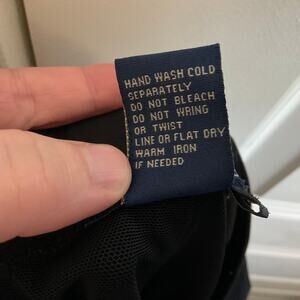 HAND WASH COLD
SEPARATELY
DO NOT BLEACH
DO NOT WRING
OR TWIST
LINE OR FLAT DRY
WARM IRON
IF NEEDED